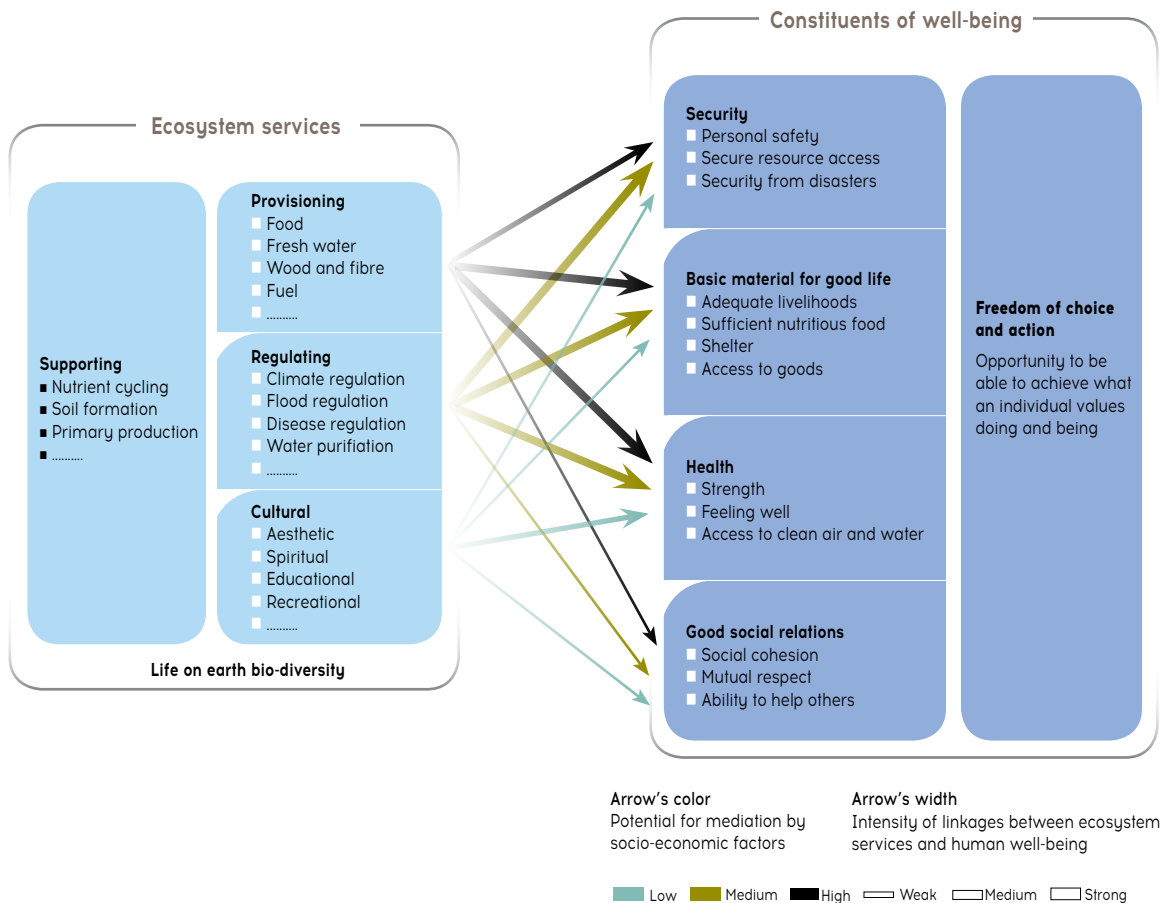 Constituents of well-being
Ecosystem services
Supporting
■ Nutrient cycling
■ Soil formation
■ Primary production
■ ..........
Provisioning
Food
Fresh water
Wood and fibre
Fuel
..........
Regulating
Climate regulation
Flood regulation
Disease regulation
Water purifiation
..........
Cultural
Aesthetic
Spiritual
Educational
Recreational
..........
Life on earth bio-diversity
Security
Personal safety
Secure resource access
Security from disasters
Basic material for good life
Adequate livelihoods
Sufficient nutritious food
Shelter
Access to goods
Health
Strength
Feeling well
Access to clean air and water
Good social relations
Social cohesion
Mutual respect
Ability to help others
Freedom of choice
and action
Opportunity to be
able to achieve what
an individual values
doing and being
Arrow's color
Potential for mediation by
socio-economic factors
Arrow's width
Intensity of linkages between ecosystem
services and human well-being
Low Medium High Weak Medium Strong